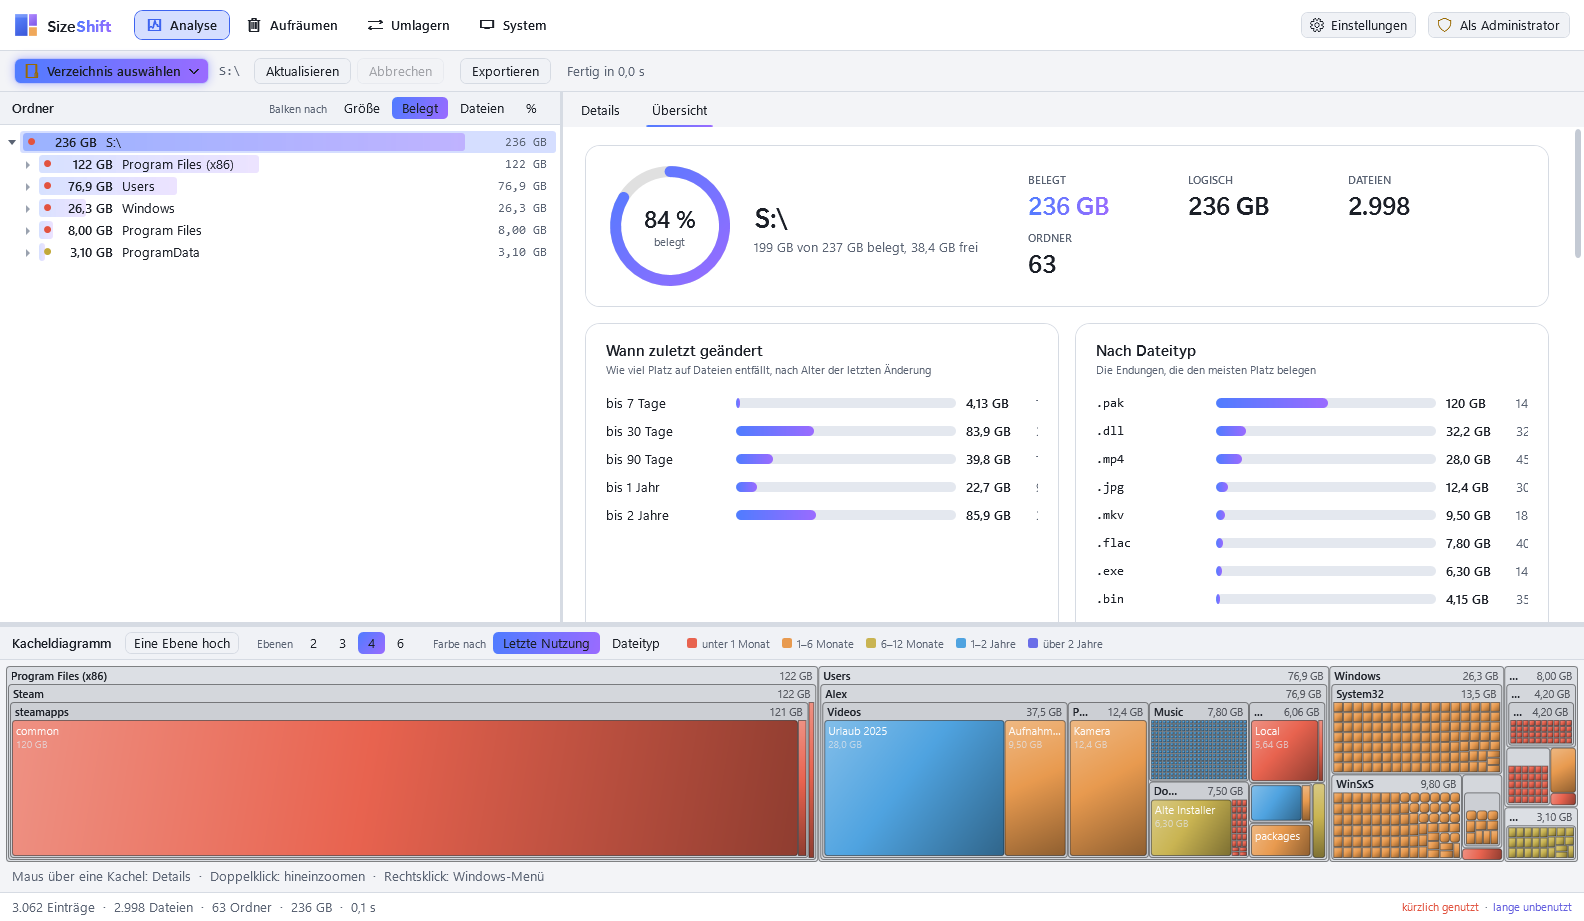 SizeShift Analyse Aufräumen Umlagern System Einstellungen Als Administrator
Verzeichnis auswählen S:\ Aktualisieren Abbrechen Exportieren Fertig in 0,0 s
Ordner Balken nach Größe Belegt Dateien %
236 GB S:\ 236 GB
122 GB Program Files (x86) 122 GB
76,9 GB Users 76,9 GB
26,3 GB Windows 26,3 GB
8,00 GB Program Files 8,00 GB
3,10 GB ProgramData 3,10 GB
Details Übersicht
84 %
belegt
S:\
199 GB von 237 GB belegt, 38,4 GB frei
BELEGT LOGISCH DATEIEN
236 GB 236 GB 2.998
ORDNER
63
Wann zuletzt geändert
Wie viel Platz auf Dateien entfällt, nach Alter der letzten Änderung
bis 7 Tage 4,13 GB
bis 30 Tage 83,9 GB
bis 90 Tage 39,8 GB
bis 1 Jahr 22,7 GB
bis 2 Jahre 85,9 GB
Nach Dateityp
Die Endungen, die den meisten Platz belegen
.pak 120 GB 14
.dll 32,2 GB 32
.mp4 28,0 GB 45
.jpg 12,4 GB 30
.mkv 9,50 GB 18
.flac 7,80 GB 40
.exe 6,30 GB 14
.bin 4,15 GB 35
Kacheldiagramm Eine Ebene hoch Ebenen 2 3 4 6 Farbe nach Letzte Nutzung Dateityp unter 1 Monat 1–6 Monate 6–12 Monate 1–2 Jahre über 2 Jahre
Program Files (x86) 122 GB Users 76,9 GB Windows 26,3 GB ... 8,00 GB
Steam 122 GB Alex 76,9 GB System32 13,5 GB ... 4,20 GB
steamapps 121 GB Videos 37,5 GB P... 12,4 GB Music 7,80 GB ... 6,06 GB ... 4,20 GB
common Urlaub 2025 Aufnahm... Kamera Local
120 GB 28,0 GB 9,50 GB 12,4 GB 5,64 GB
WinSxS 9,80 GB
Do... 7,50 GB
Alte Installer
6,30 GB
packages
... 3,10 GB
Maus über eine Kachel: Details · Doppelklick: hineinzoomen · Rechtsklick: Windows-Menü
3.062 Einträge · 2.998 Dateien · 63 Ordner · 236 GB · 0,1 s kürzlich genutzt · lange unbenutzt